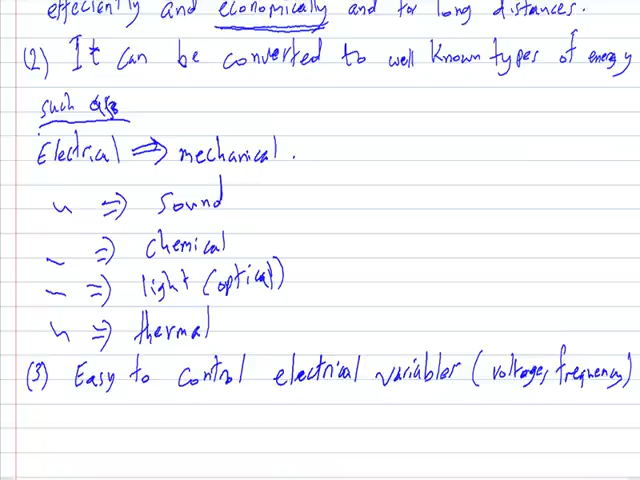 efficiently and economically and for long distances.
(2) It can be converted to well known types of energy
such as
Electrical ⇒ mechanical.
" ⇒ sound
" ⇒ chemical
" ⇒ light (optical)
" ⇒ thermal
(3) Easy to control electrical variables (voltage, frequency)